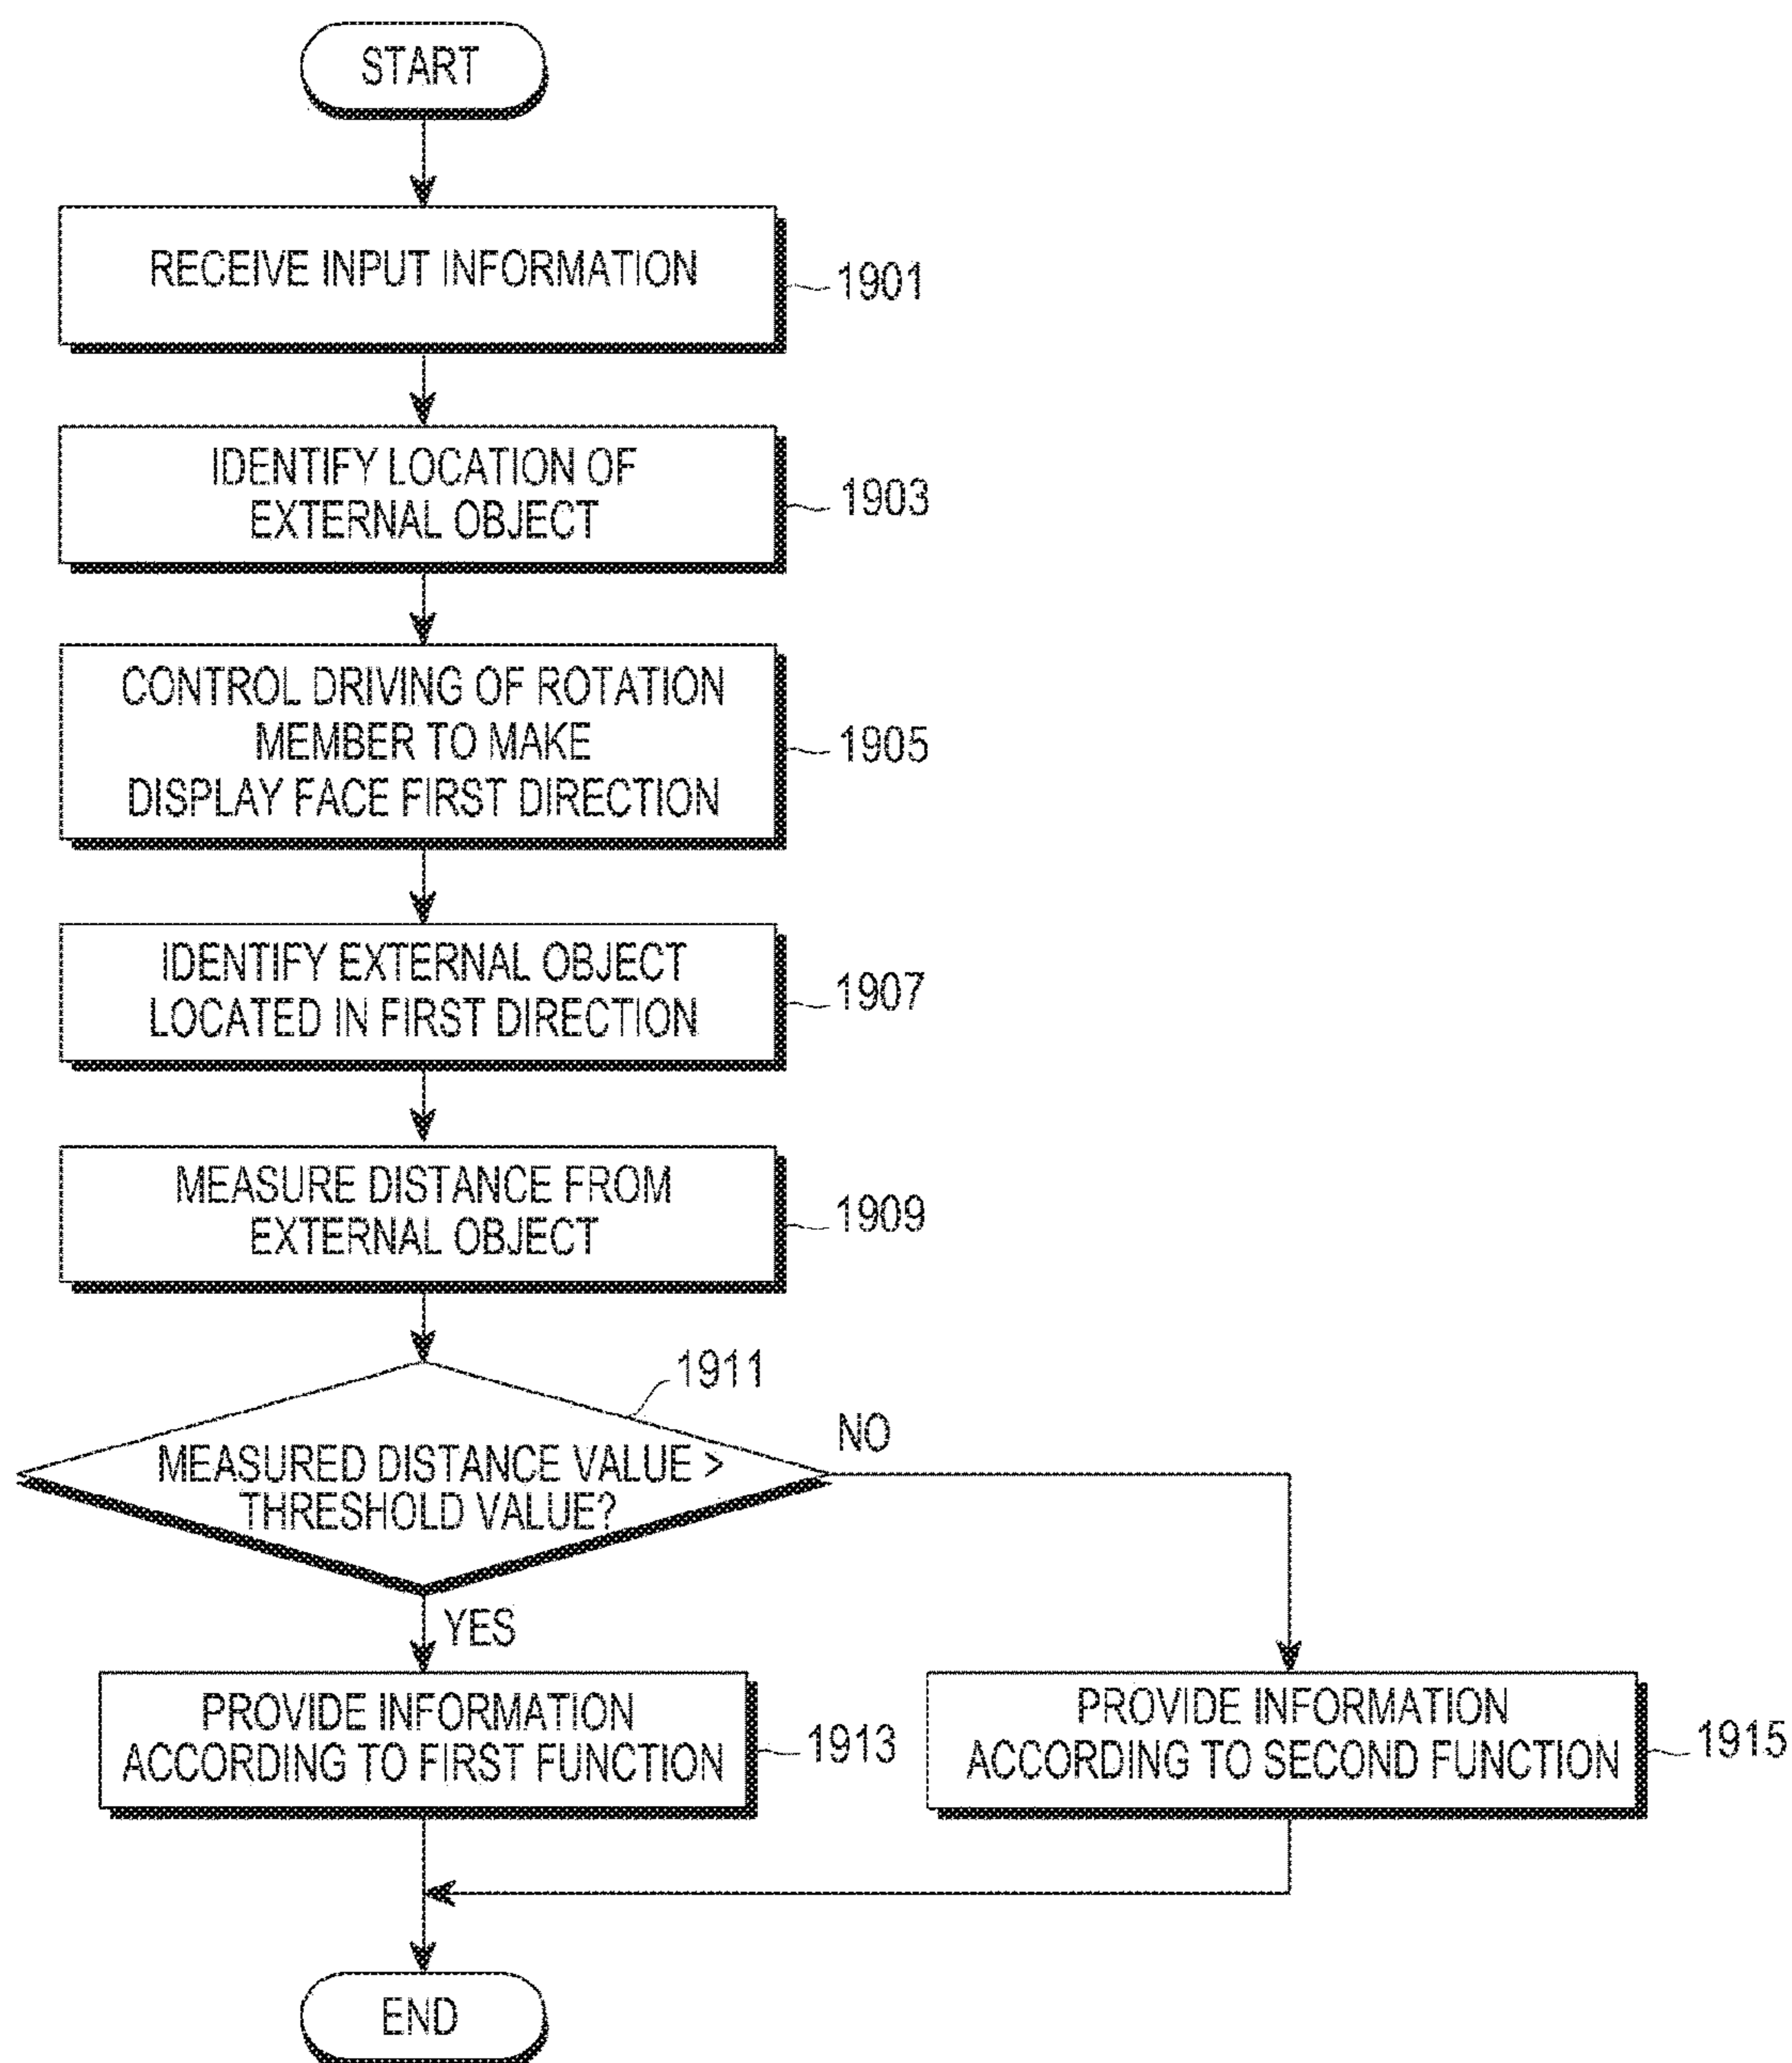 START
RECEIVE INPUT INFORMATION
1901
IDENTIFY LOCATION OF
EXTERNAL OBJECT
1903
CONTROL DRIVING OF ROTATION
MEMBER TO MAKE
DISPLAY FACE FIRST DIRECTION
1905
IDENTIFY EXTERNAL OBJECT
LOCATED IN FIRST DIRECTION
1907
MEASURE DISTANCE FROM
EXTERNAL OBJECT
1909
1911
MEASURED DISTANCE VALUE >
THRESHOLD VALUE?
NO
YES
PROVIDE INFORMATION
ACCORDING TO FIRST FUNCTION
1913
PROVIDE INFORMATION
ACCORDING TO SECOND FUNCTION
1915
END